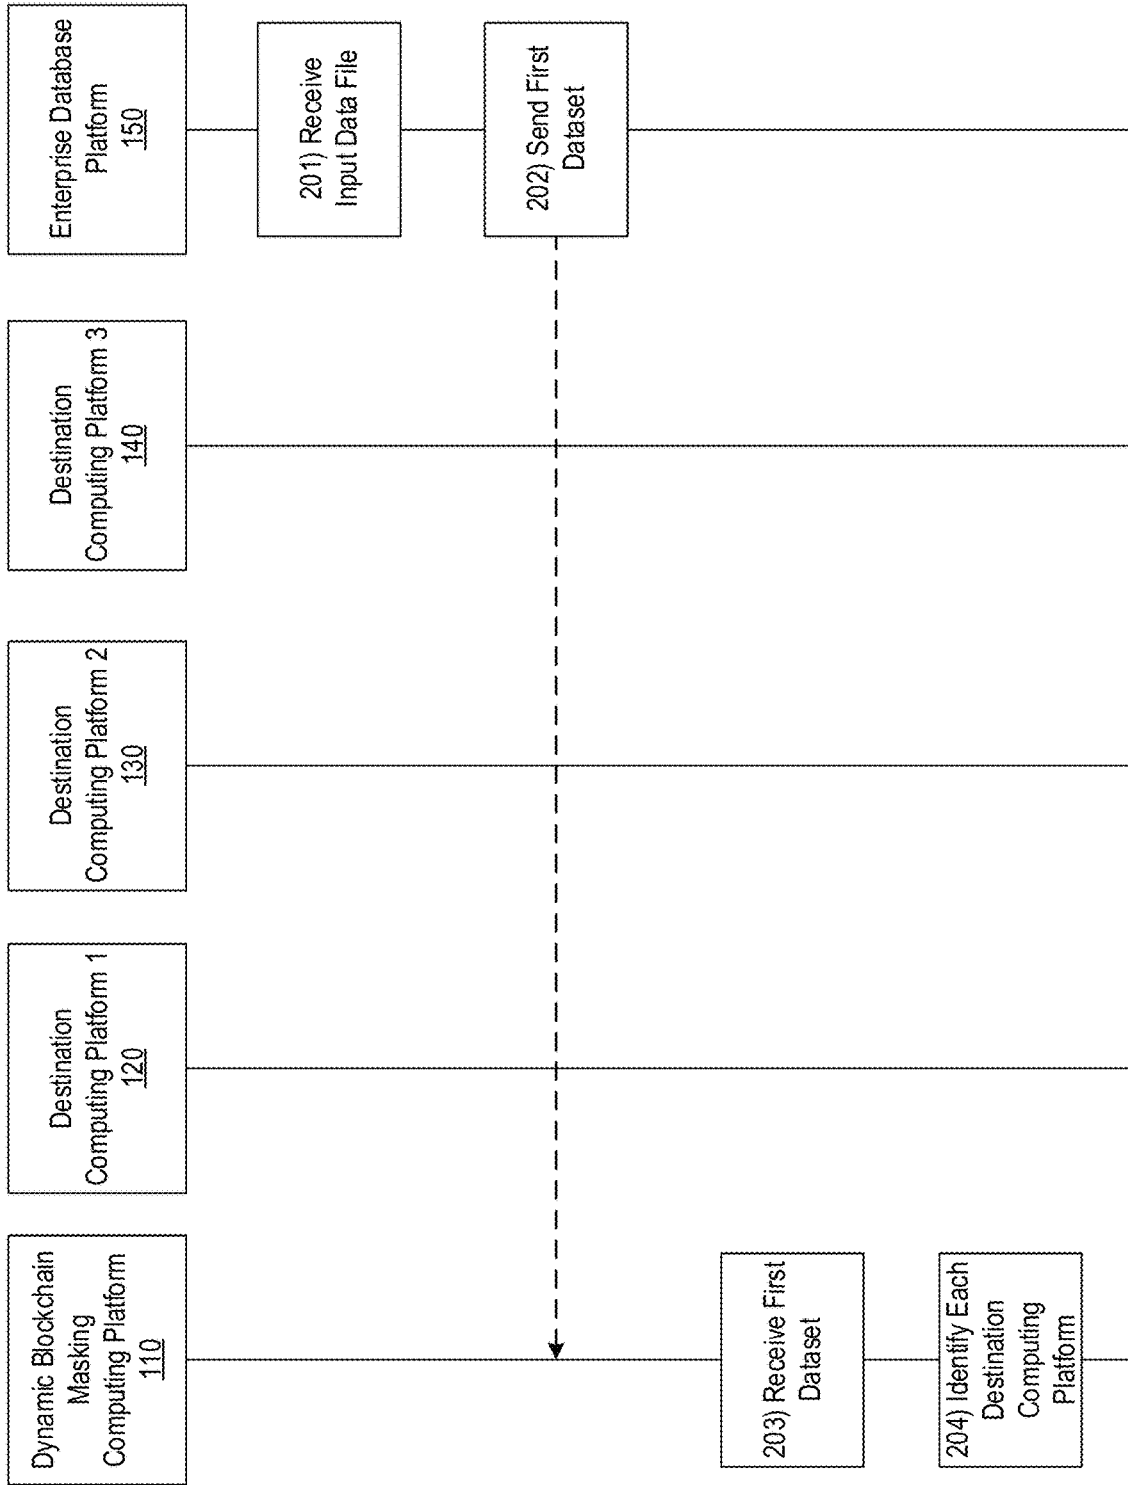 Dynamic Blockchain
Masking
Computing Platform
110
Destination
Computing Platform 1
120
Destination
Computing Platform 2
130
Destination
Computing Platform 3
140
Enterprise Database
Platform
150
201) Receive
Input Data File
202) Send First
Dataset
203) Receive First
Dataset
204) Identify Each
Destination
Computing
Platform